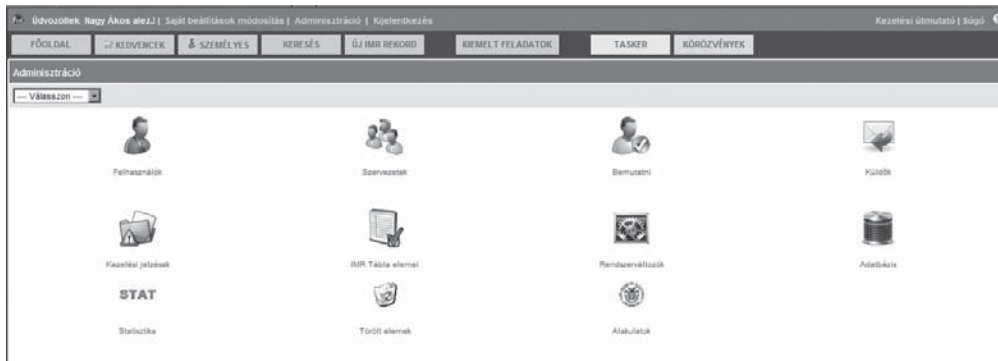 Üdvözöllek Nagy Ákos alez.! | Saját beállítások módosítás | Adminisztráció | Kijelentkezés
Kezelési útmutató | Súgó
FŐOLDAL KEDVENCEK SZEMÉLYES KERESÉS ÚJ IMR REKORD KIEMELT FELADATOK TASKER KÖRÖZVÉNYEK
Adminisztráció
--- Válasszon ---
Felhasználók Szervezetek Bemutatni Küldők
Kezelési jelzések IMR Tábla elemei Rendszerváltozók Adatbázis
STAT
Statisztika Törölt elemek Alakulatok